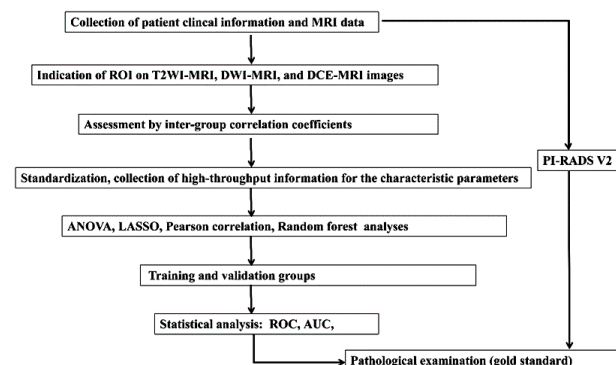 Collection of patient clincal information and MRI data
Indication of ROI on T2WI-MRI, DWI-MRI, and DCE-MRI images
Assessment by inter-group correlation coefficients
PI-RADS V2
Standardization, collection of high-throughput information for the characteristic parameters
ANOVA, LASSO, Pearson correlation, Random forest analyses
Training and validation groups
Statistical analysis: ROC, AUC,
Pathological examination (gold standard)